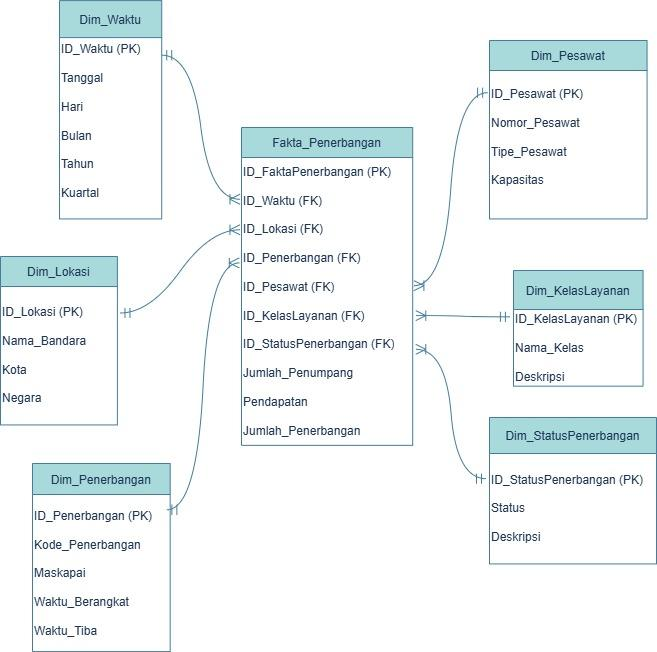 Dim_Waktu
ID_Waktu (PK)
Tanggal
Hari
Bulan
Tahun
Kuartal
Dim_Lokasi
ID_Lokasi (PK)
Nama_Bandara
Kota
Negara
Dim_Penerbangan
ID_Penerbangan (PK)
Kode_Penerbangan
Maskapai
Waktu_Berangkat
Waktu_Tiba
Fakta_Penerbangan
ID_FaktaPenerbangan (PK)
ID_Waktu (FK)
ID_Lokasi (FK)
ID_Penerbangan (FK)
ID_Pesawat (FK)
ID_KelasLayanan (FK)
ID_StatusPenerbangan (FK)
Jumlah_Penumpang
Pendapatan
Jumlah_Penerbangan
Dim_Pesawat
ID_Pesawat (PK)
Nomor_Pesawat
Tipe_Pesawat
Kapasitas
Dim_KelasLayanan
ID_KelasLayanan (PK)
Nama_Kelas
Deskripsi
Dim_StatusPenerbangan
ID_StatusPenerbangan (PK)
Status
Deskripsi